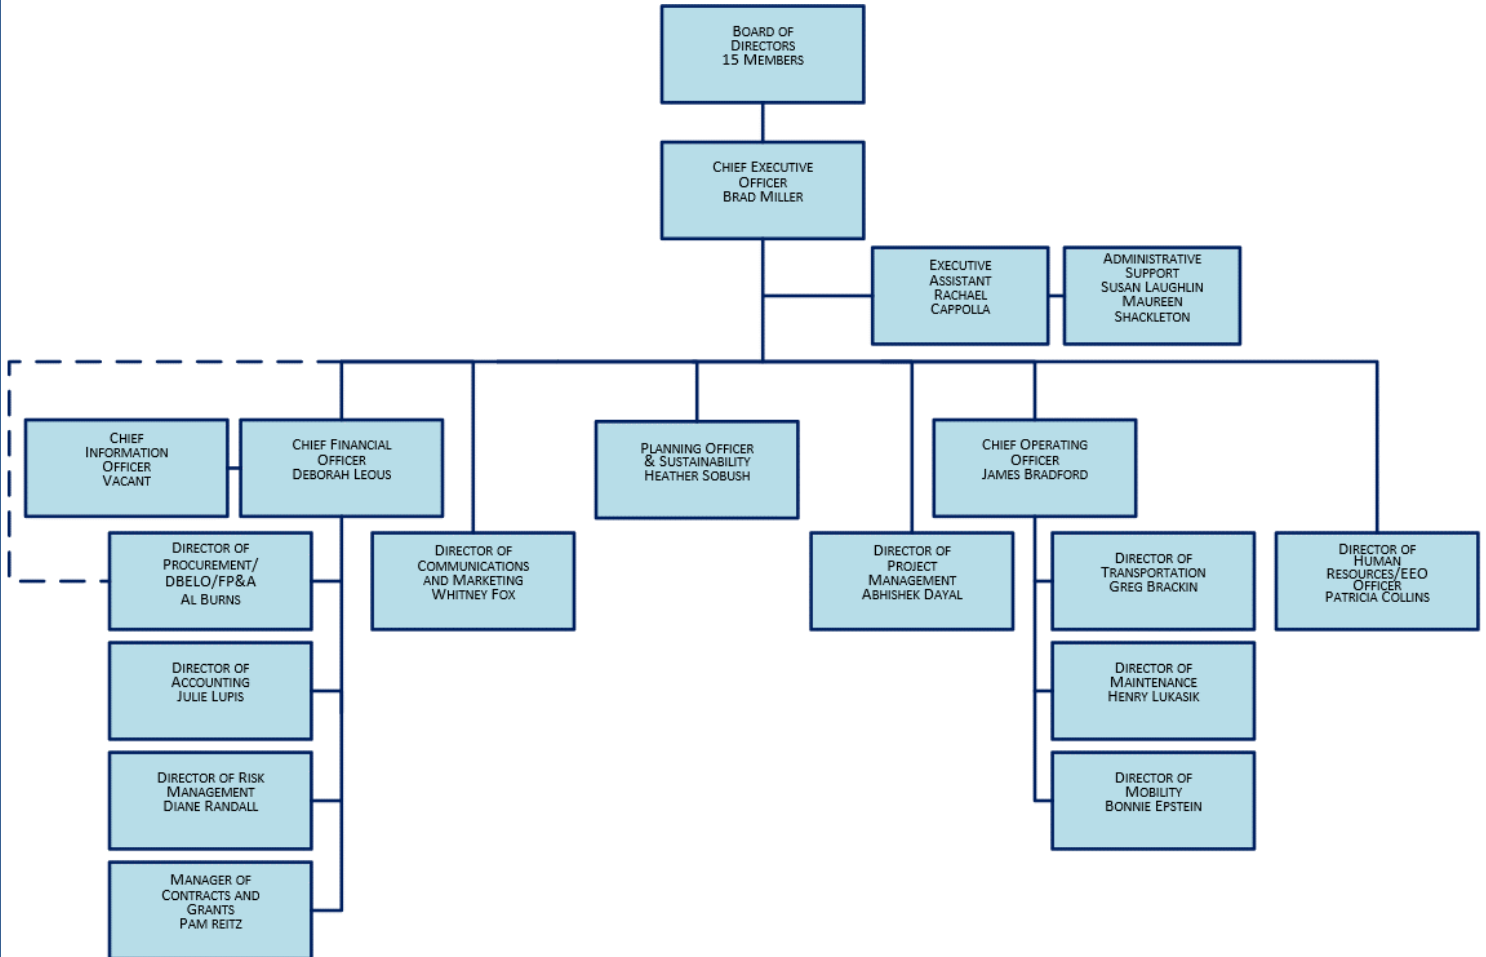 BOARD OF
DIRECTORS
15 MEMBERS
CHIEF EXECUTIVE
OFFICER
BRAD MILLER
EXECUTIVE
ASSISTANT
RACHAEL
CAPPOLLA
ADMINISTRATIVE
SUPPORT
SUSAN LAUGHLIN
MAUREEN
SHACKLETON
CHIEF
INFORMATION
OFFICER
VACANT
CHIEF FINANCIAL
OFFICER
DEBORAH LEOUS
PLANNING OFFICER
& SUSTAINABILITY
HEATHER SOBUSH
CHIEF OPERATING
OFFICER
JAMES BRADFORD
DIRECTOR OF
PROCUREMENT/
DBELO/FP&A
AL BURNS
DIRECTOR OF
COMMUNICATIONS
AND MARKETING
WHITNEY FOX
DIRECTOR OF
PROJECT
MANAGEMENT
ABHISHEK DAYAL
DIRECTOR OF
TRANSPORTATION
GREG BRACKIN
DIRECTOR OF
HUMAN
RESOURCES/EEO
OFFICER
PATRICIA COLLINS
DIRECTOR OF
ACCOUNTING
JULIE LUPIS
DIRECTOR OF
MAINTENANCE
HENRY LUKASIK
DIRECTOR OF RISK
MANAGEMENT
DIANE RANDALL
DIRECTOR OF
MOBILITY
BONNIE EPSTEIN
MANAGER OF
CONTRACTS AND
GRANTS
PAM REITZ